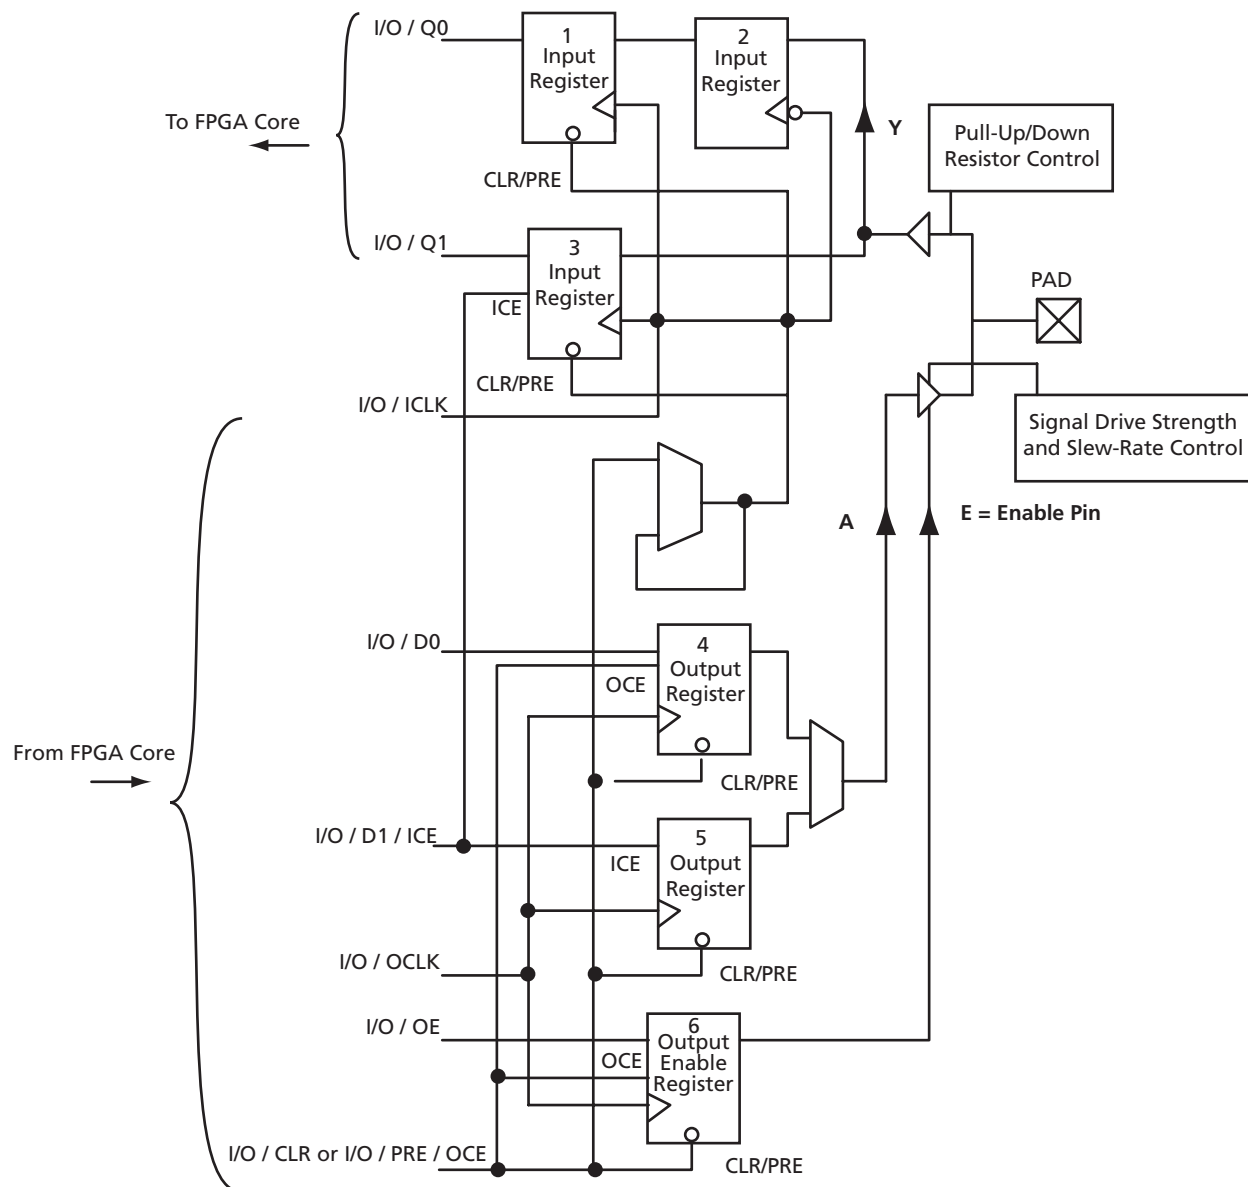 I/O / Q0
1
Input
Register
2
Input
Register
To FPGA Core
Y
Pull-Up/Down
Resistor Control
CLR/PRE
I/O / Q1
3
Input
Register
ICE
PAD
CLR/PRE
I/O / ICLK
Signal Drive Strength
and Slew-Rate Control
A
E = Enable Pin
I/O / D0
4
Output
Register
OCE
From FPGA Core
CLR/PRE
I/O / D1 / ICE
5
Output
Register
ICE
I/O / OCLK
CLR/PRE
I/O / OE
6
Output
Enable
Register
OCE
I/O / CLR or I/O / PRE / OCE
CLR/PRE